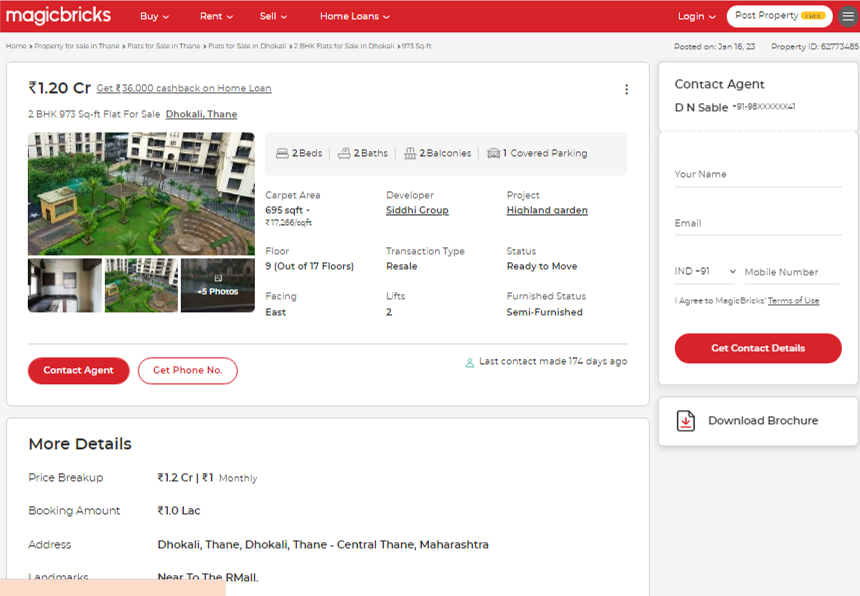 magicbricks
Buy Rent Sell Home Loans Login Post Property FREE
Home > Property for sale in Thane > Flats for Sale in Thane > Flats for Sale in Dhokali > 2 BHK Flats for Sale in Dhokali > 973 Sq-ft
Posted on: Jan 16, 23 Property ID: 62773485
₹1.20 Cr Get ₹36,000 cashback on Home Loan
2 BHK 973 Sq-ft Flat For Sale Dhokali, Thane
2 Beds 2 Baths 2 Balconies 1 Covered Parking
Carpet Area Developer Project
695 sqft - Siddhi Group Highland garden
₹17,266/sqft
Floor Transaction Type Status
9 (Out of 17 Floors) Resale Ready to Move
Facing Lifts Furnished Status
East 2 Semi-Furnished
+5 Photos
Contact Agent Get Phone No. Last contact made 174 days ago
More Details
Price Breakup ₹1.2 Cr | ₹1 Monthly
Booking Amount ₹1.0 Lac
Address Dhokali, Thane, Dhokali, Thane - Central Thane, Maharashtra
Landmarks Near To The RMall.
Contact Agent
D N Sable +91-98XXXXXX41
Your Name
Email
IND +91 Mobile Number
I Agree to MagicBricks' Terms of Use
Get Contact Details
Download Brochure